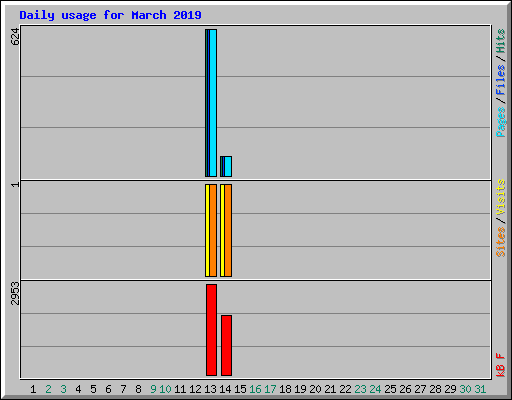 Daily usage for March 2019
624
Pages/Files/Hits
1
Sites/Visits
2953
kB F
1 2 3 4 5 6 7 8 9 10 11 12 13 14 15 16 17 18 19 20 21 22 23 24 25 26 27 28 29 30 31